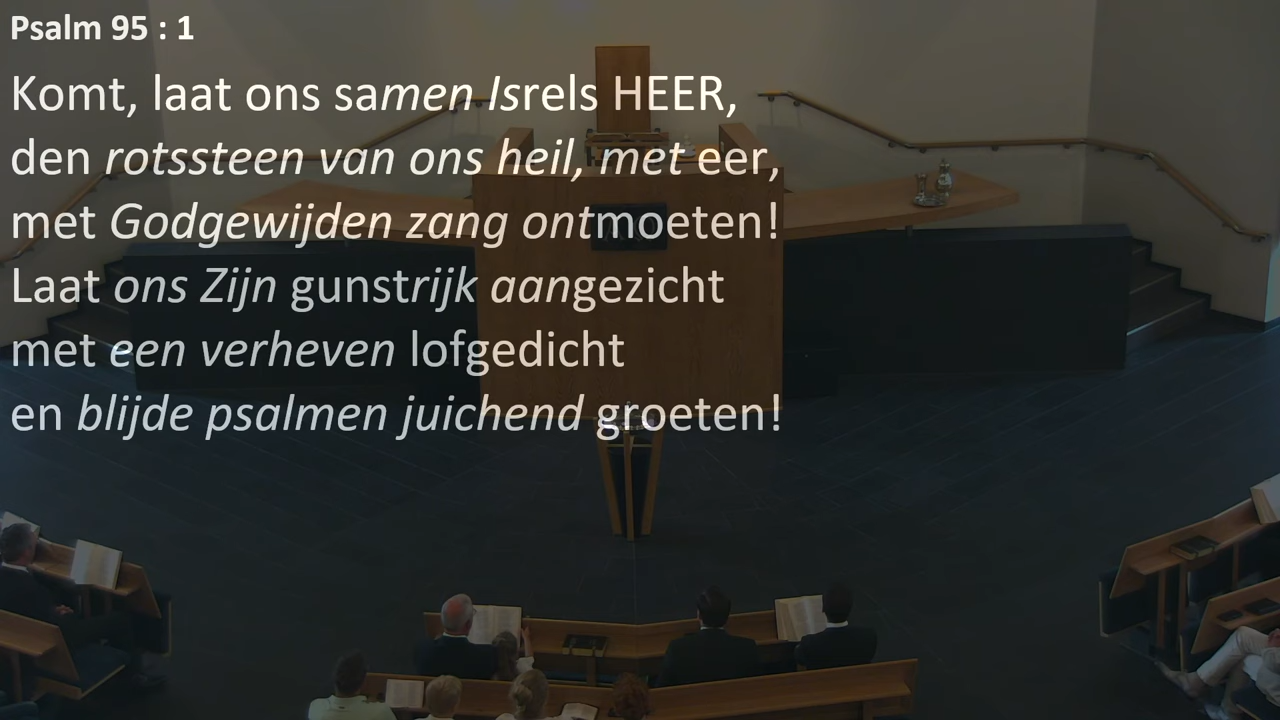 Psalm 95 : 1
Komt, laat ons samen Isrels HEER,
den rotssteen van ons heil, met eer,
met Godgewijden zang ontmoeten!
Laat ons Zijn gunstrijk aangezicht
met een verheven lofgedicht
en blijde psalmen juichend groeten!